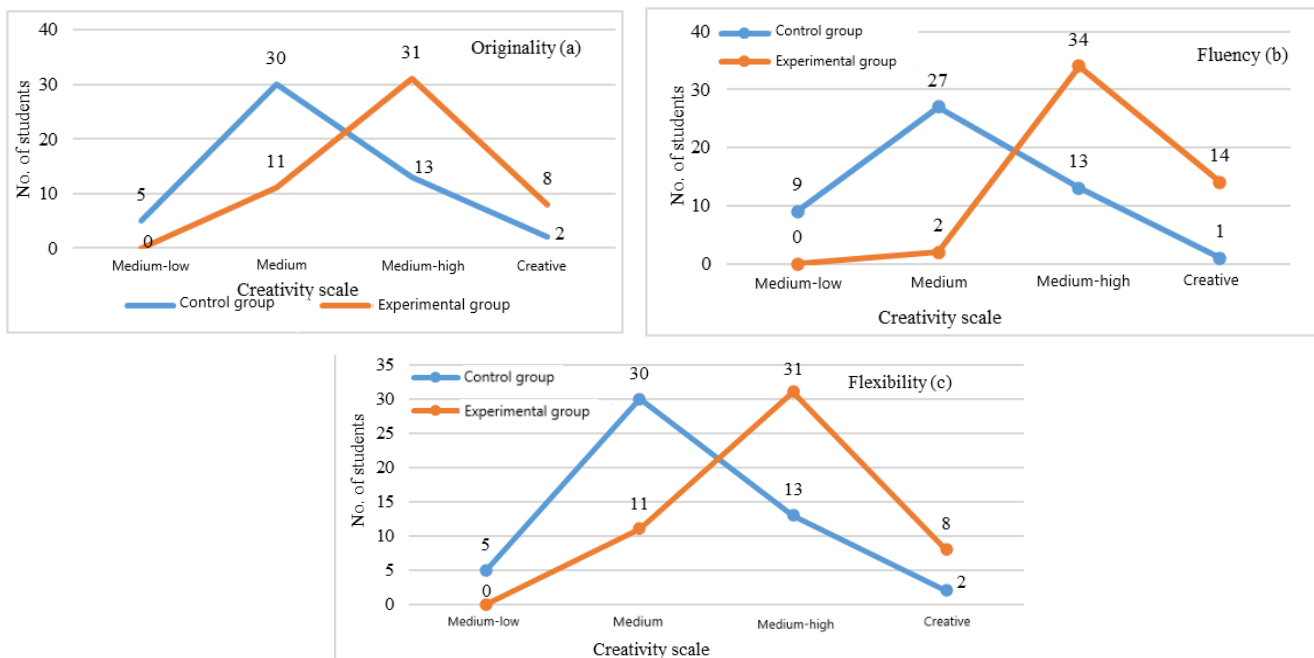 Originality (a)
40
30
20
10
0
No. of students
30
31
11
13
5
0
8
2
Medium-low Medium Medium-high Creative
Creativity scale
Control group Experimental group
Fluency (b)
Control group
Experimental group
40
30
20
10
0
No. of students
34
27
14
13
9
0
2
1
Medium-low Medium Medium-high Creative
Creativity scale
Flexibility (c)
Control group
Experimental group
35
30
25
20
15
10
5
0
No. of students
30
31
11
13
5
0
8
2
Medium-low Medium Medium-high Creative
Creativity scale